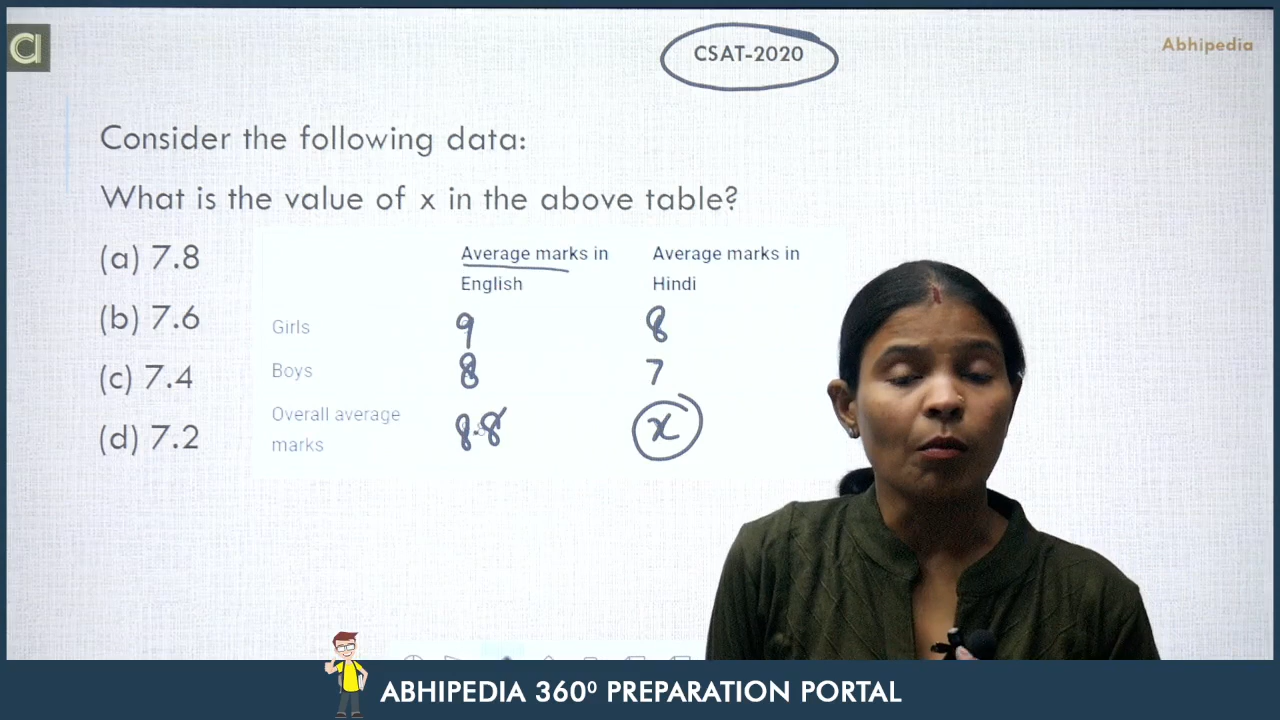 CSAT-2020
Abhipedia
Consider the following data:
What is the value of x in the above table?
(a) 7.8
(b) 7.6
(c) 7.4
(d) 7.2
Average marks in English
Average marks in Hindi
Girls 9 8
Boys 8 7
Overall average marks 8.8 x
ABHIPEDIA 360⁰ PREPARATION PORTAL